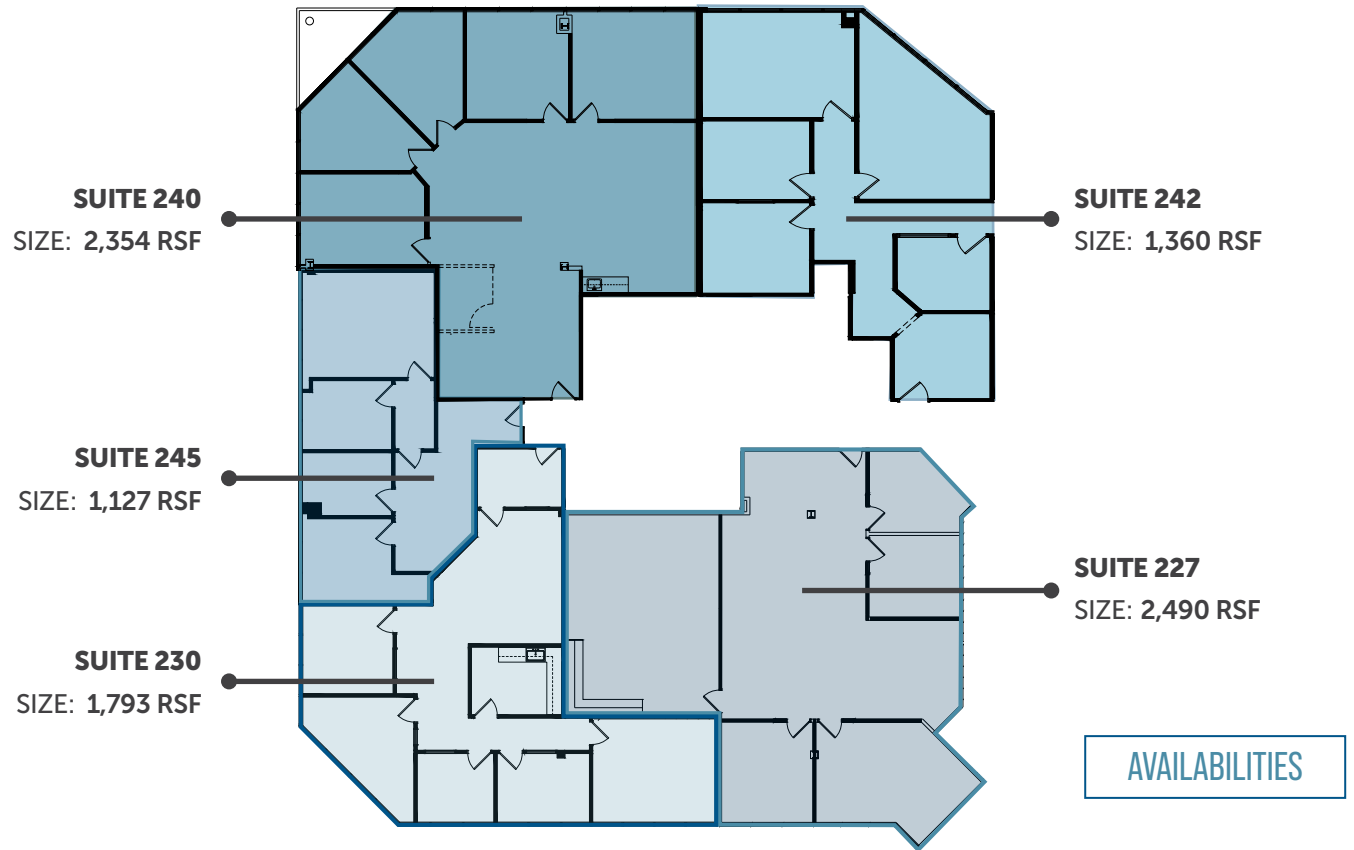 SUITE 240
SIZE: 2,354 RSF
SUITE 242
SIZE: 1,360 RSF
SUITE 245
SIZE: 1,127 RSF
SUITE 227
SIZE: 2,490 RSF
SUITE 230
SIZE: 1,793 RSF
AVAILABILITIES